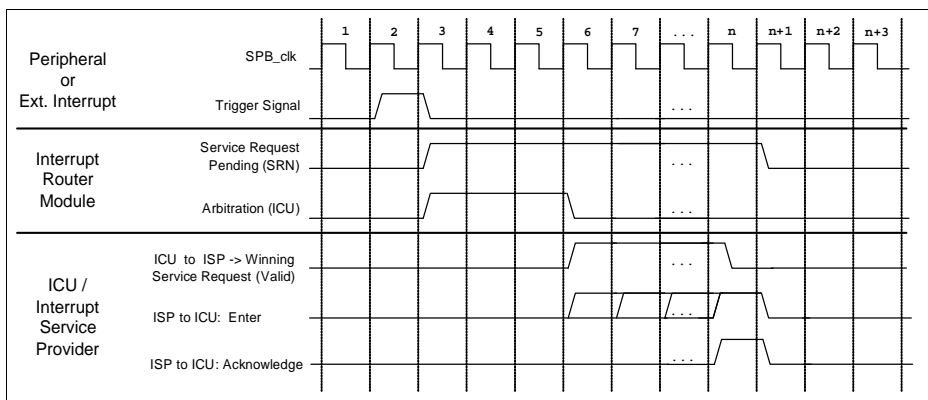 1 2 3 4 5 6 7 ... n n+1 n+2 n+3
Peripheral
or
Ext. Interrupt
SPB_clk
Trigger Signal
...
Interrupt
Router
Module
Service Request
Pending (SRN)
...
Arbitration (ICU)
...
ICU /
Interrupt
Service
Provider
ICU to ISP -> Winning
Service Request (Valid)
...
ISP to ICU: Enter
...
ISP to ICU: Acknowledge
...